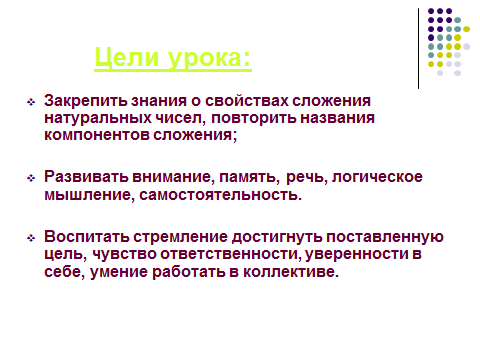 Цели урока:
Закрепить знания о свойствах сложения
натуральных чисел, повторить названия
компонентов сложения;
Развивать внимание, память, речь, логическое
мышление, самостоятельность.
Воспитать стремление достигнуть поставленную
цель, чувство ответственности, уверенности в
себе, умение работать в коллективе.